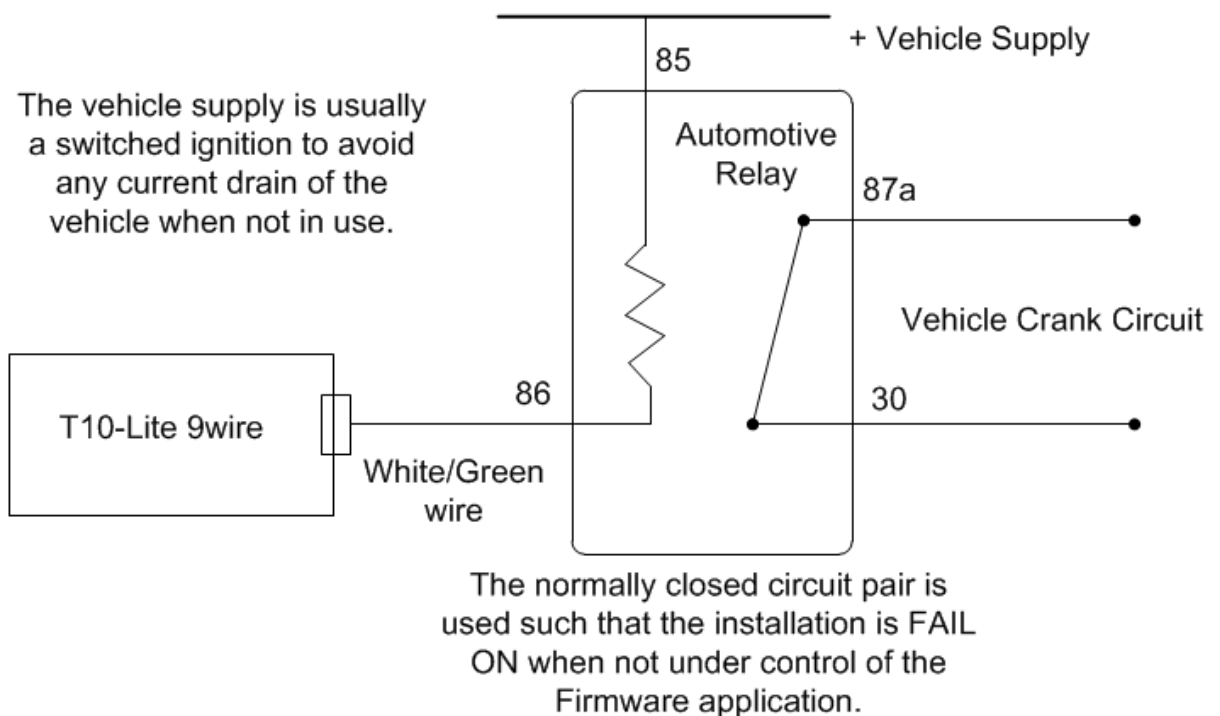 + Vehicle Supply
85
The vehicle supply is usually
a switched ignition to avoid
any current drain of the
vehicle when not in use.
Automotive
Relay
87a
Vehicle Crank Circuit
86
30
T10-Lite 9wire
White/Green
wire
The normally closed circuit pair is
used such that the installation is FAIL
ON when not under control of the
Firmware application.